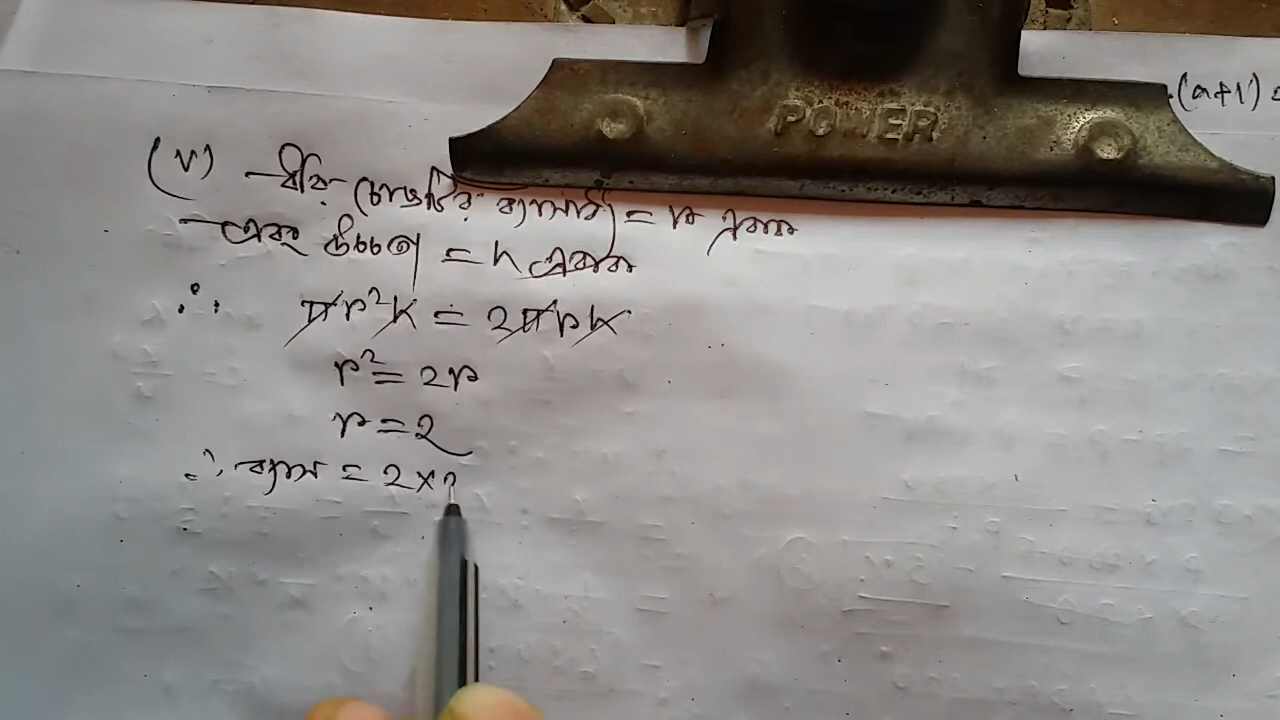 POWER
(a+1)
(v) ধরি চোঙটির ব্যাসার্ধ = r একক
এবং উচ্চতা = h একক
∴ πr²h = 2πrh
r² = 2r
r = 2
∴ ব্যাস = 2×2